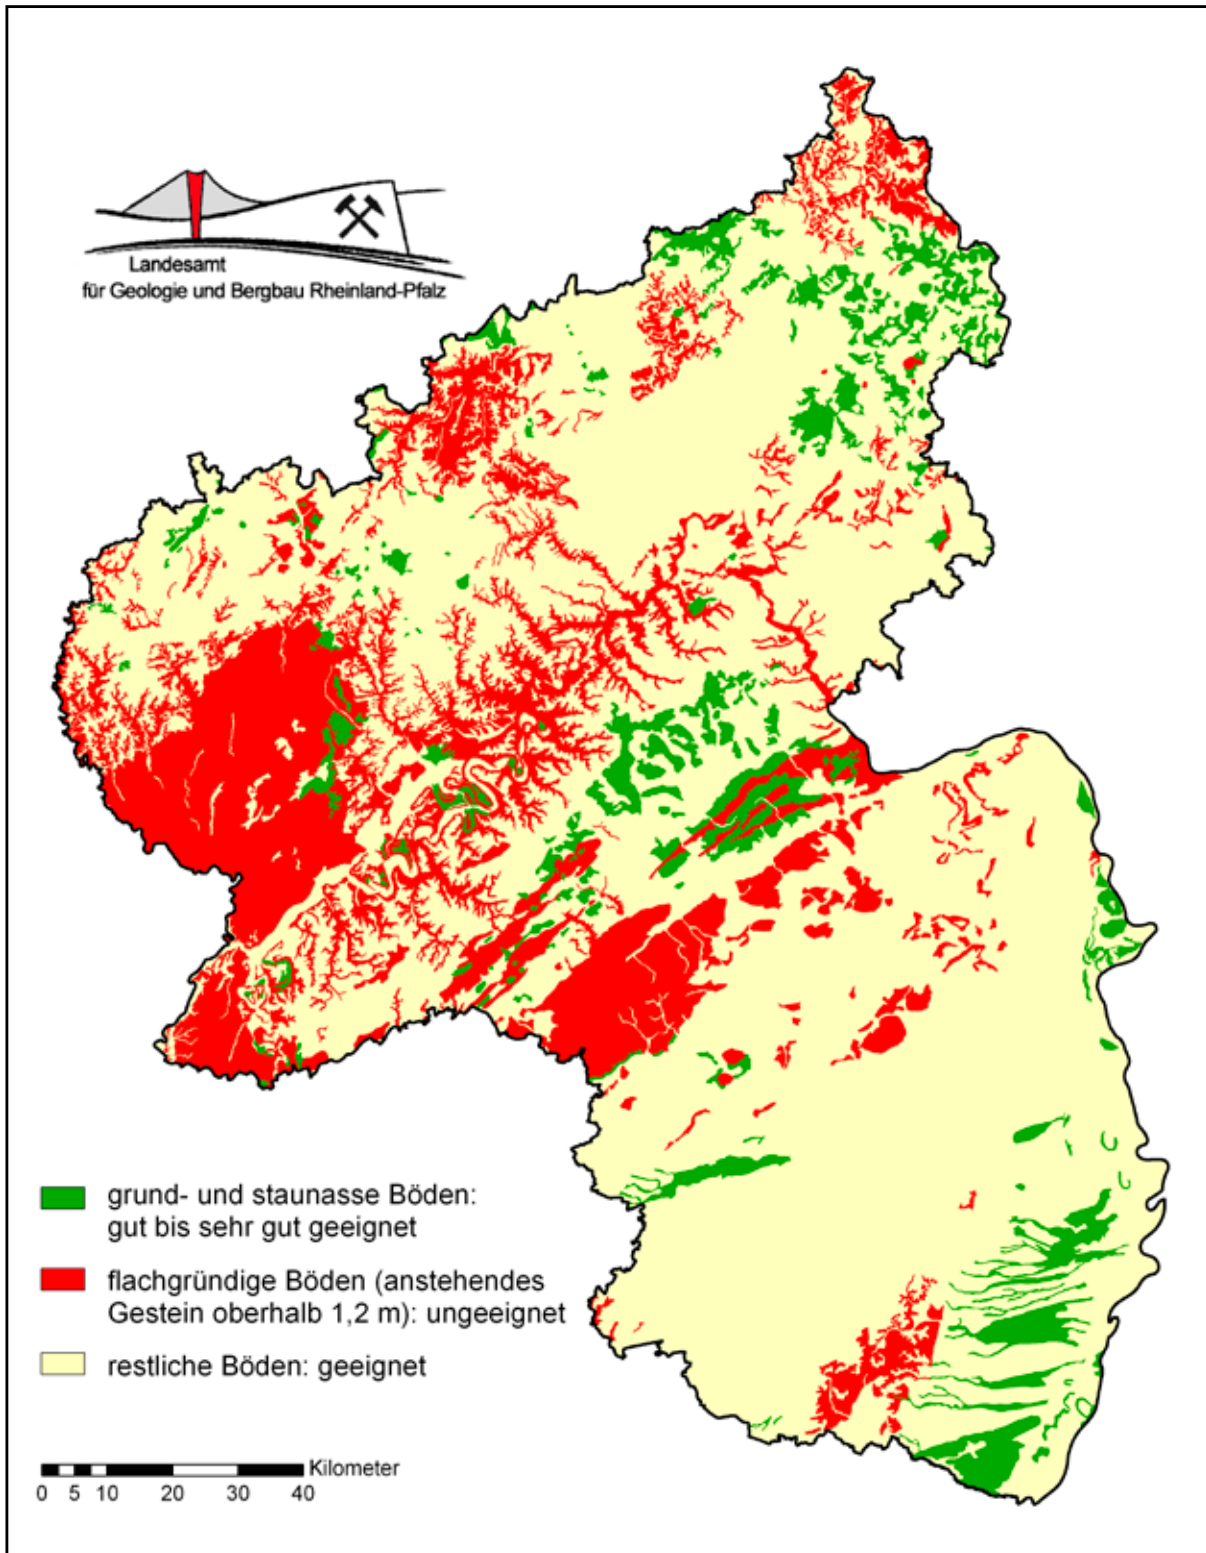 Landesamt
für Geologie und Bergbau Rheinland-Pfalz
grund- und staunasse Böden:
gut bis sehr gut geeignet
flachgründige Böden (anstehendes
Gestein oberhalb 1,2 m): ungeeignet
restliche Böden: geeignet
Kilometer
0 5 10 20 30 40